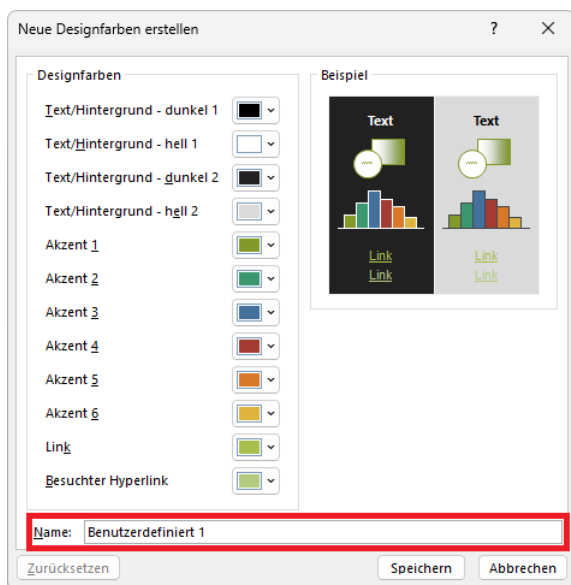 Neue Designfarben erstellen
Designfarben
Text/Hintergrund - dunkel 1
Text/Hintergrund - hell 1
Text/Hintergrund - dunkel 2
Text/Hintergrund - hell 2
Akzent 1
Akzent 2
Akzent 3
Akzent 4
Akzent 5
Akzent 6
Link
Besuchter Hyperlink
Beispiel
Text Text
Link Link
Link Link
Name: Benutzerdefiniert 1
Zurücksetzen Speichern Abbrechen